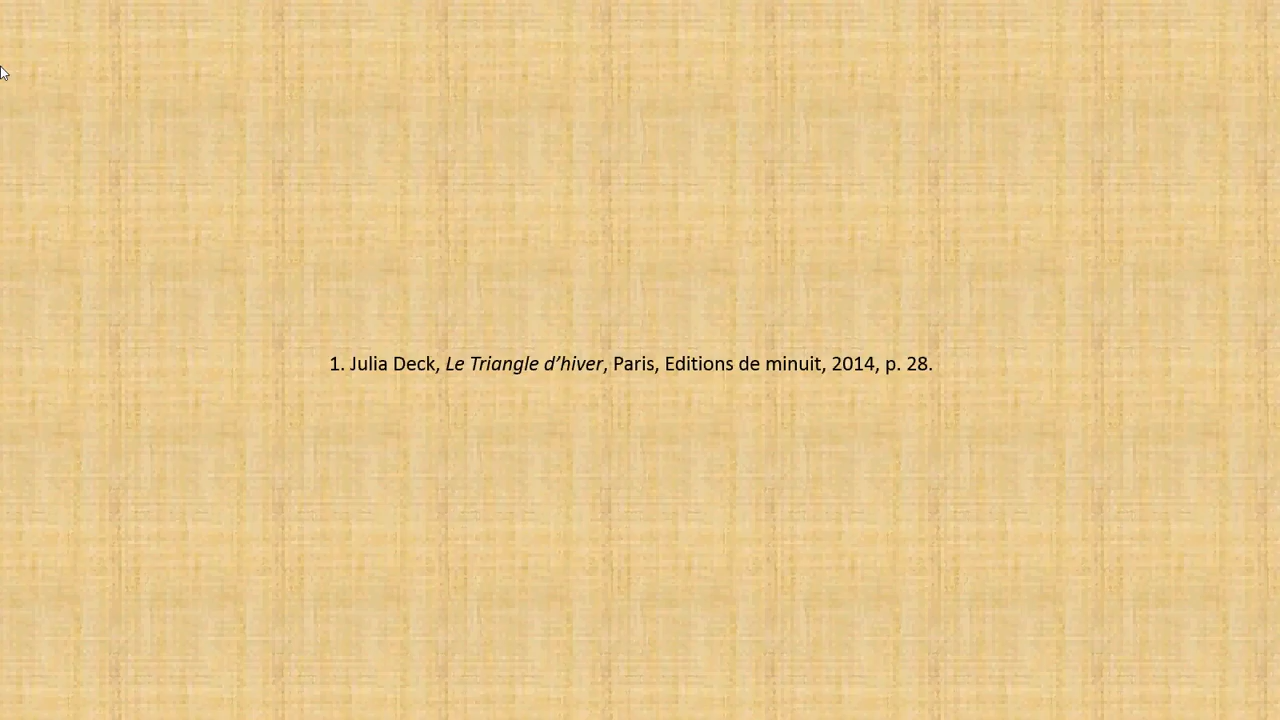 1. Julia Deck, Le Triangle d’hiver, Paris, Editions de minuit, 2014, p. 28.